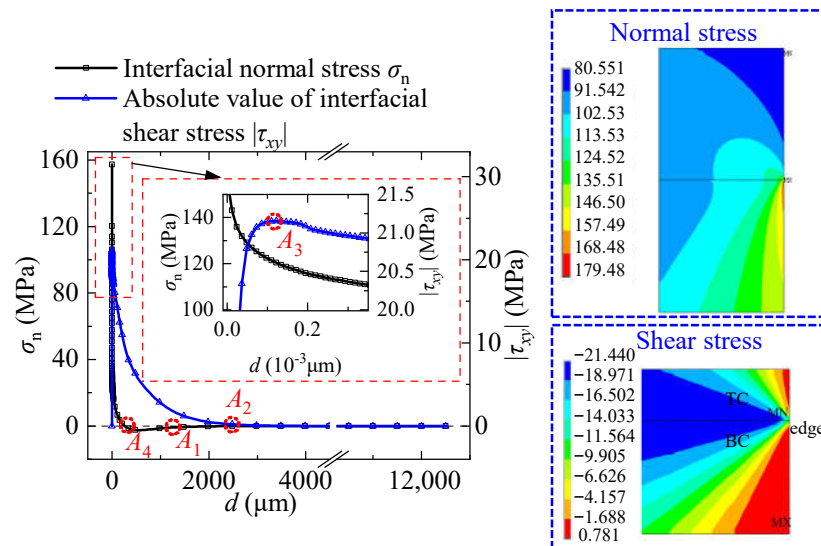 Interfacial normal stress σn
Absolute value of interfacial
shear stress |τxy|
160
120
80
40
0
σn (MPa)
30
20
10
0
|τxy| (MPa)
0
2000
4000
12,000
d (μm)
A1
A2
A4
140
120
100
σn (MPa)
21.5
21.0
20.5
20.0
|τxy| (MPa)
0.0
0.2
d (10-3μm)
A3
Normal stress
80.551
91.542
102.53
113.53
124.52
135.51
146.50
157.49
168.48
179.48
Shear stress
−21.440
−18.971
−16.502
−14.033
−11.564
−9.905
−6.626
−4.157
−1.688
0.781
TC
MN
edge
BC
MX